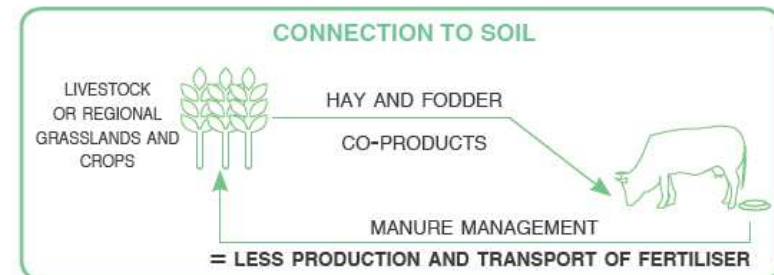 CONNECTION TO SOIL
LIVESTOCK
OR REGIONAL
GRASSLANDS AND
CROPS
HAY AND FODDER
CO-PRODUCTS
MANURE MANAGEMENT
= LESS PRODUCTION AND TRANSPORT OF FERTILISER